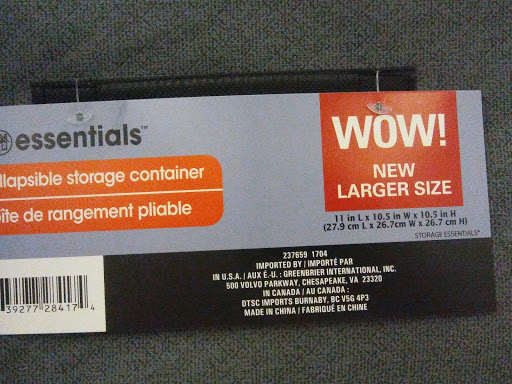 essentials™
llapsible storage container
oîte de rangement pliable
WOW!
NEW
LARGER SIZE
11 in L x 10.5 in W x 10.5 in H
(27.9 cm L x 26.7cm W x 26.7 cm H)
STORAGE ESSENTIALS®
237659 1704
IMPORTED BY / IMPORTÉ PAR
IN U.S.A. / AUX É.-U. : GREENBRIER INTERNATIONAL, INC.
500 VOLVO PARKWAY, CHESAPEAKE, VA 23320
IN CANADA / AU CANADA :
DTSC IMPORTS BURNABY, BC V5G 4P3
MADE IN CHINA / FABRIQUÉ EN CHINE
39277 28417 4